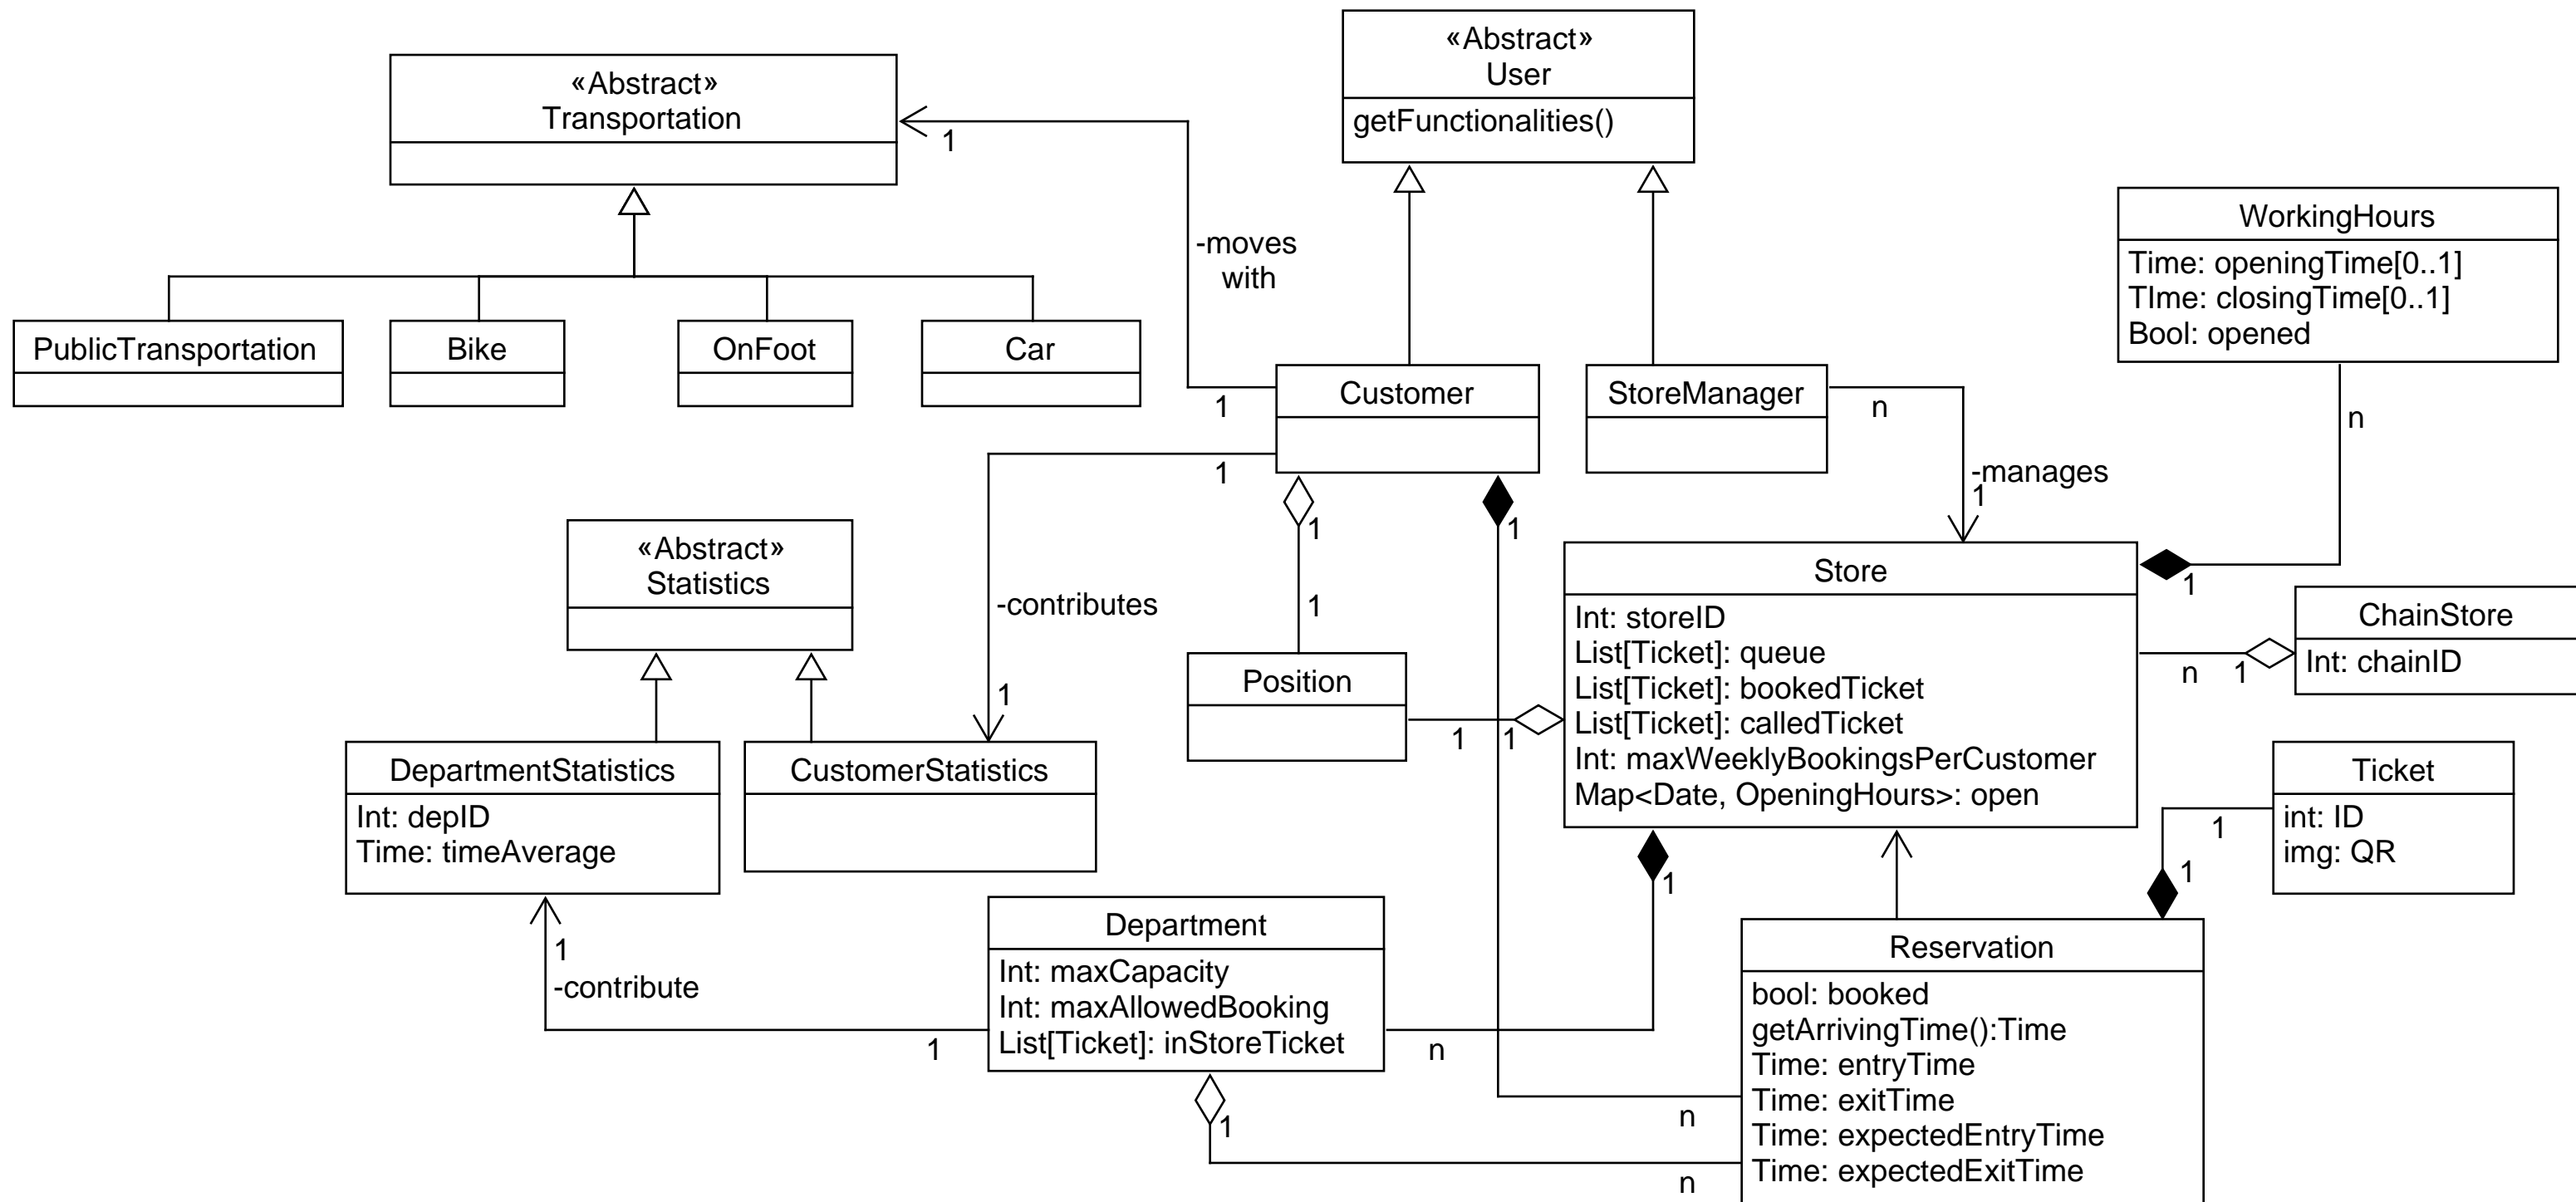 «Abstract»
Transportation
«Abstract»
User
getFunctionalities()
1
-moves
with
1
PublicTransportation
Bike
OnFoot
Car
Customer
StoreManager
n
-manages
1
WorkingHours
Time: openingTime[0..1]
TIme: closingTime[0..1]
Bool: opened
n
1
1
1
1
1
-contributes
1
«Abstract»
Statistics
Position
1
1
Store
Int: storeID
List[Ticket]: queue
List[Ticket]: bookedTicket
List[Ticket]: calledTicket
Int: maxWeeklyBookingsPerCustomer
Map<Date, OpeningHours>: open
n
1
ChainStore
Int: chainID
DepartmentStatistics
Int: depID
Time: timeAverage
CustomerStatistics
Ticket
int: ID
img: QR
1
1
1
-contribute
1
Department
Int: maxCapacity
Int: maxAllowedBooking
List[Ticket]: inStoreTicket
1
n
1
n
n
Reservation
bool: booked
getArrivingTime():Time
Time: entryTime
Time: exitTime
Time: expectedEntryTime
Time: expectedExitTime